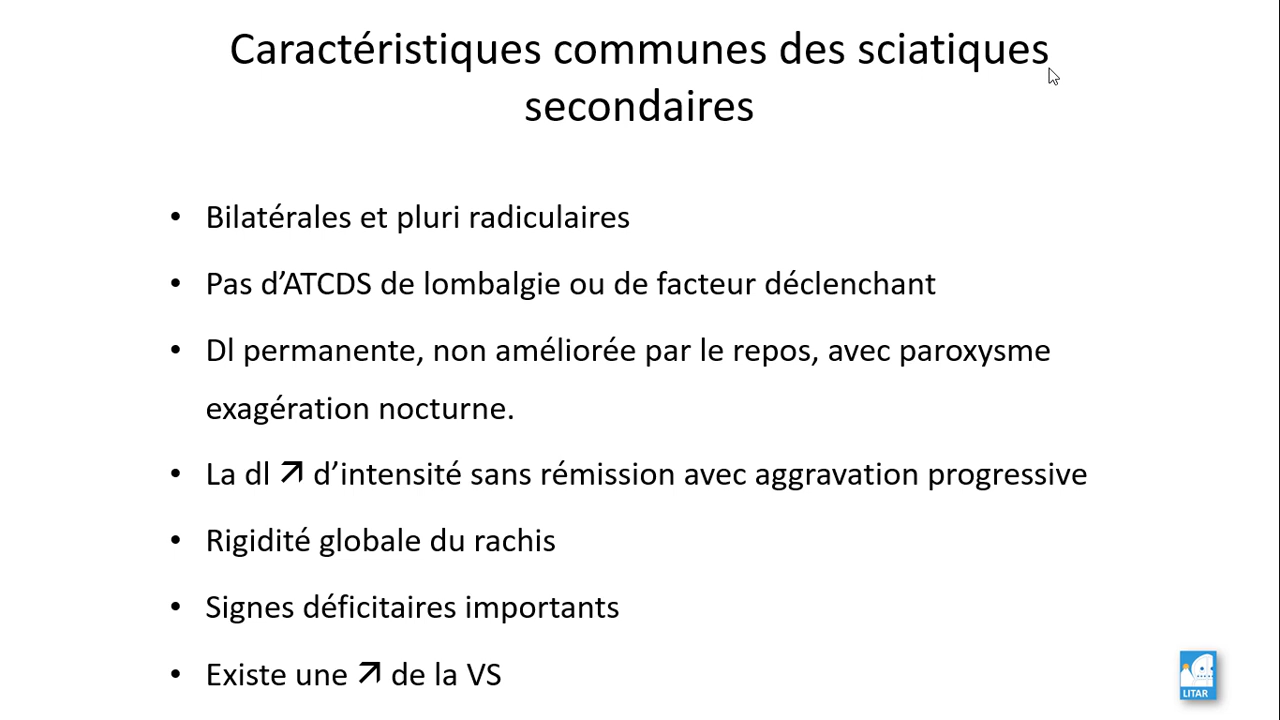 Caractéristiques communes des sciatiques
secondaires
• Bilatérales et pluri radiculaires
• Pas d’ATCDS de lombalgie ou de facteur déclenchant
• Dl permanente, non améliorée par le repos, avec paroxysme
exagération nocturne.
• La dl ↗ d’intensité sans rémission avec aggravation progressive
• Rigidité globale du rachis
• Signes déficitaires importants
• Existe une ↗ de la VS
LITAR